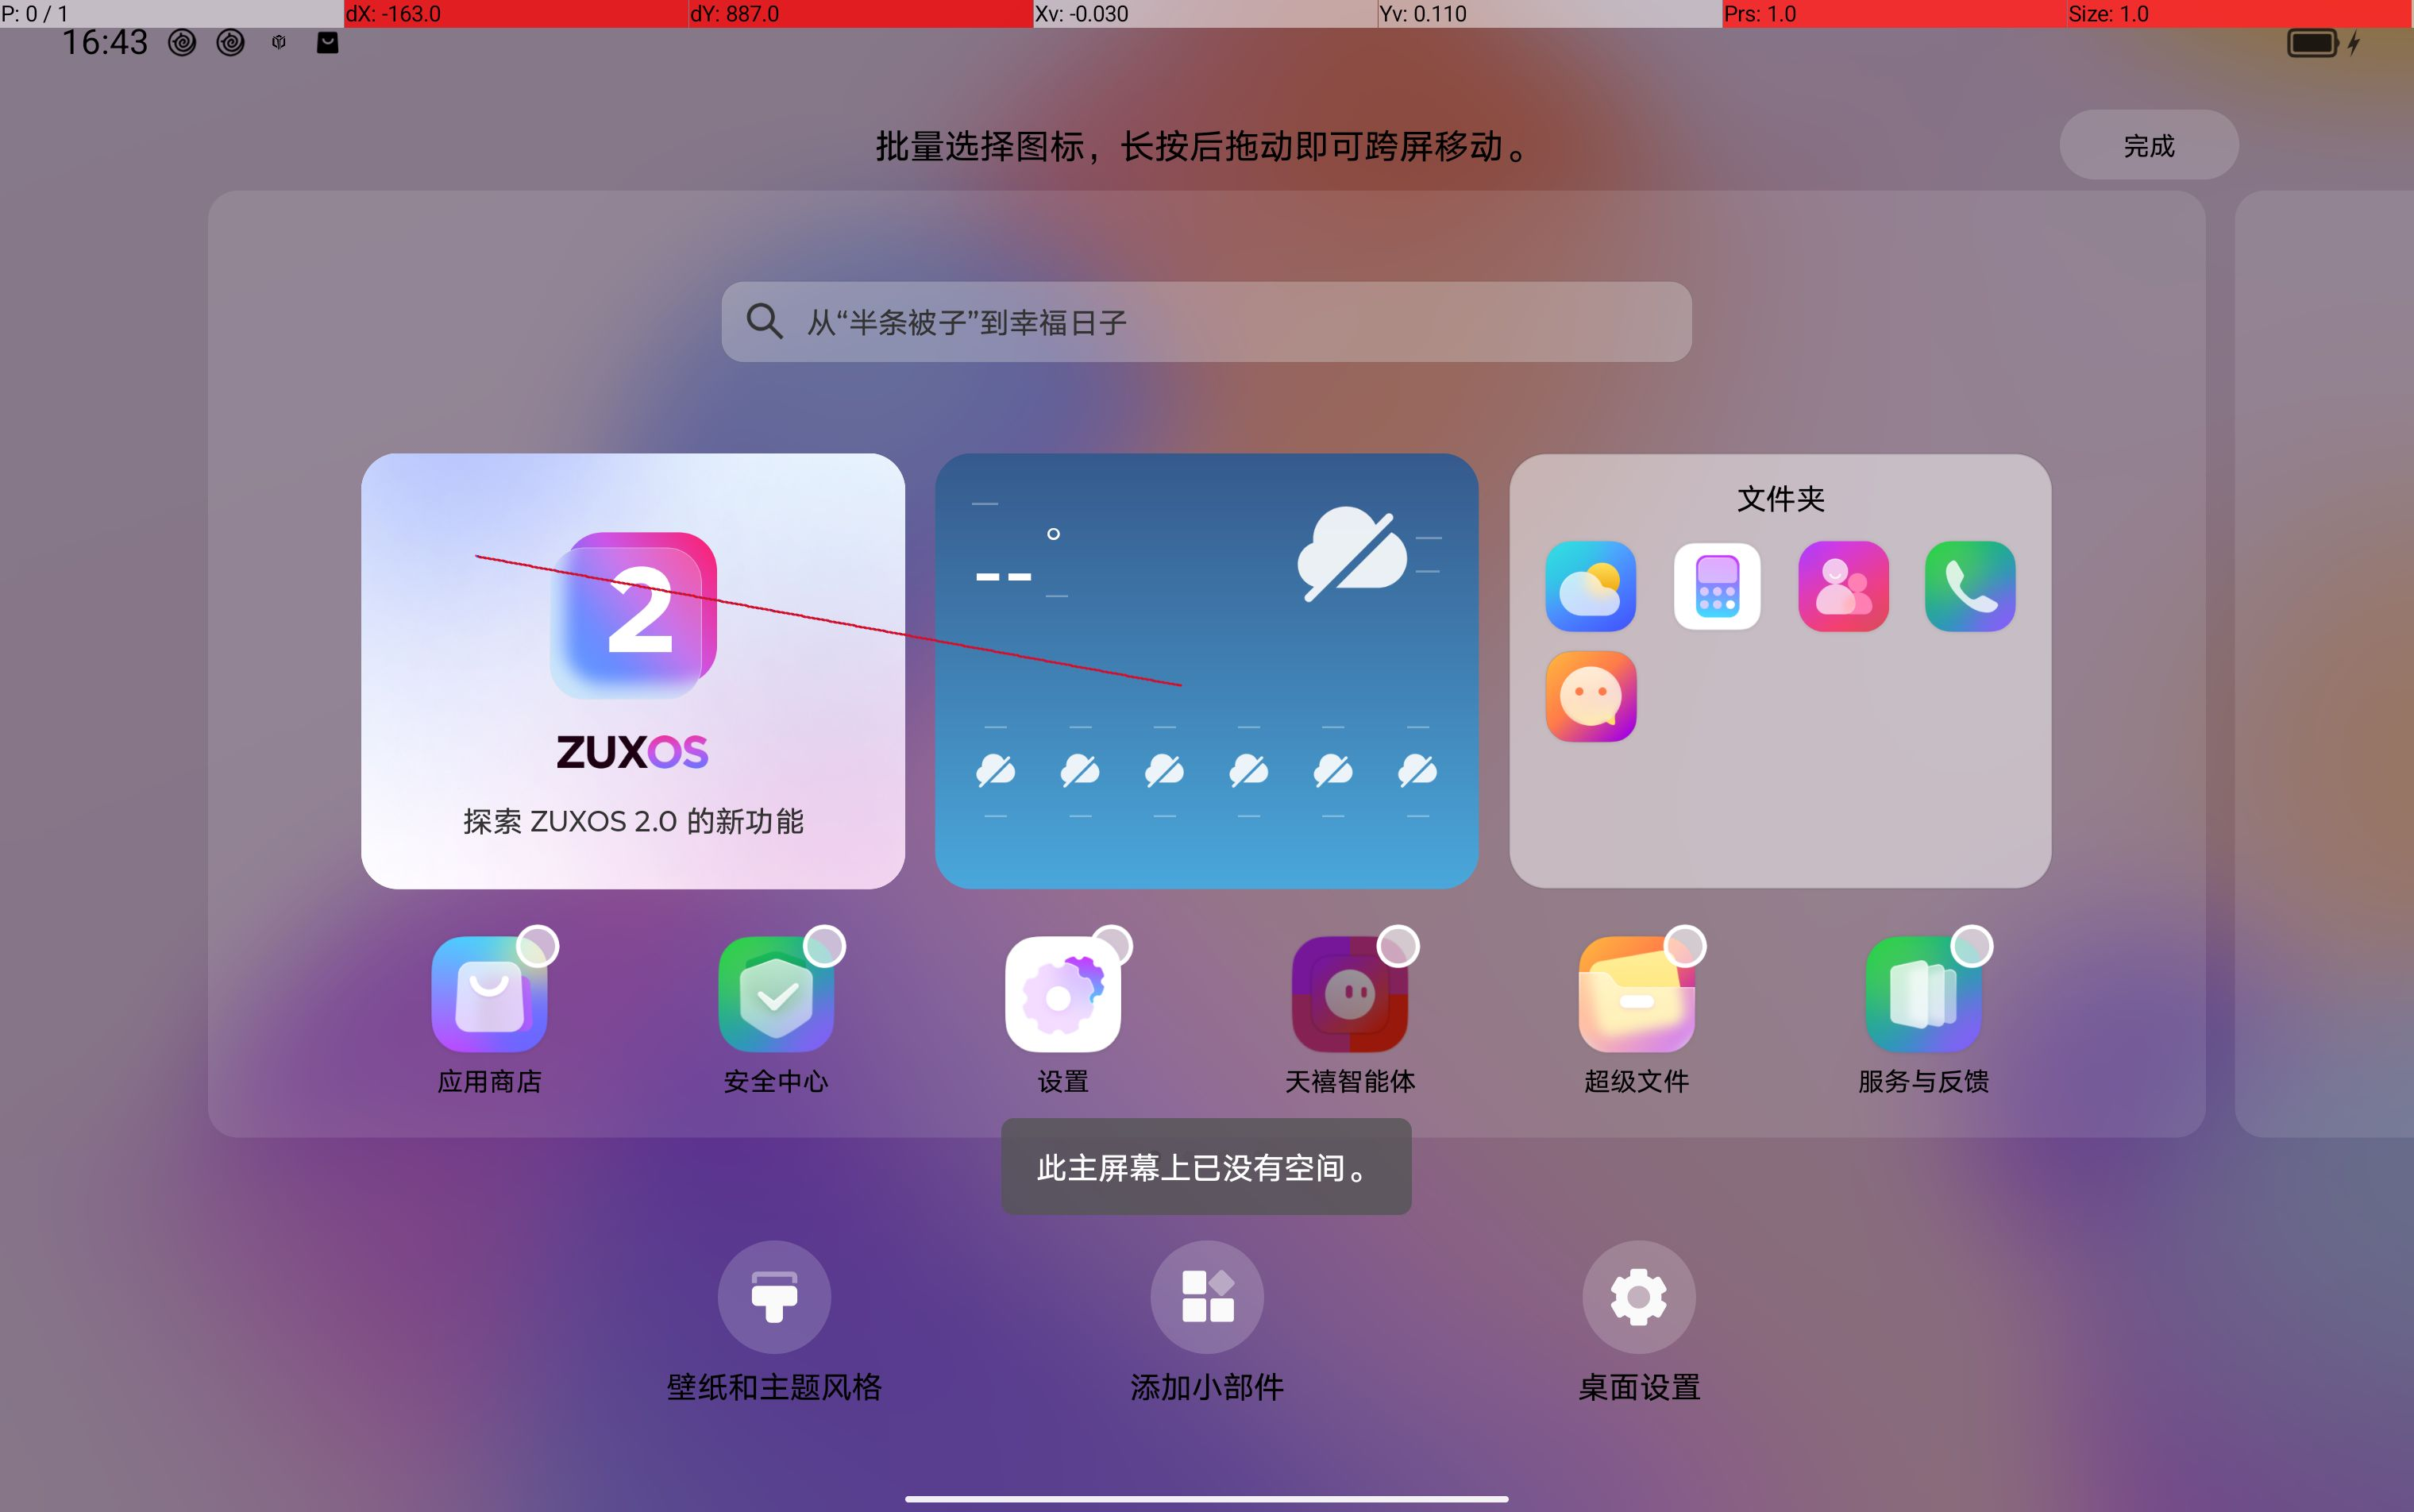 P: 0 / 1 dX: -163.0 dY: 887.0 Xv: -0.030 Yv: 0.110 Prs: 1.0 Size: 1.0
16:43
批量选择图标，长按后拖动即可跨屏移动。 完成
从“半条被子”到幸福日子
2
ZUXOS
探索 ZUXOS 2.0 的新功能
--°
文件夹
应用商店 安全中心 设置 天禧智能体 超级文件 服务与反馈
此主屏幕上已没有空间。
壁纸和主题风格 添加小部件 桌面设置